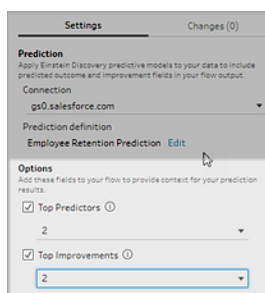 Settings
Changes (0)
Prediction
Apply Einstein Discovery predictive models to your data to include
predicted outcome and improvement fields in your flow output.
Connection
gs0.salesforce.com
Prediction definition
Employee Retention Prediction Edit
Options
Add these fields to your flow to provide context for your prediction
results.
Top Predictors
2
Top Improvements
2